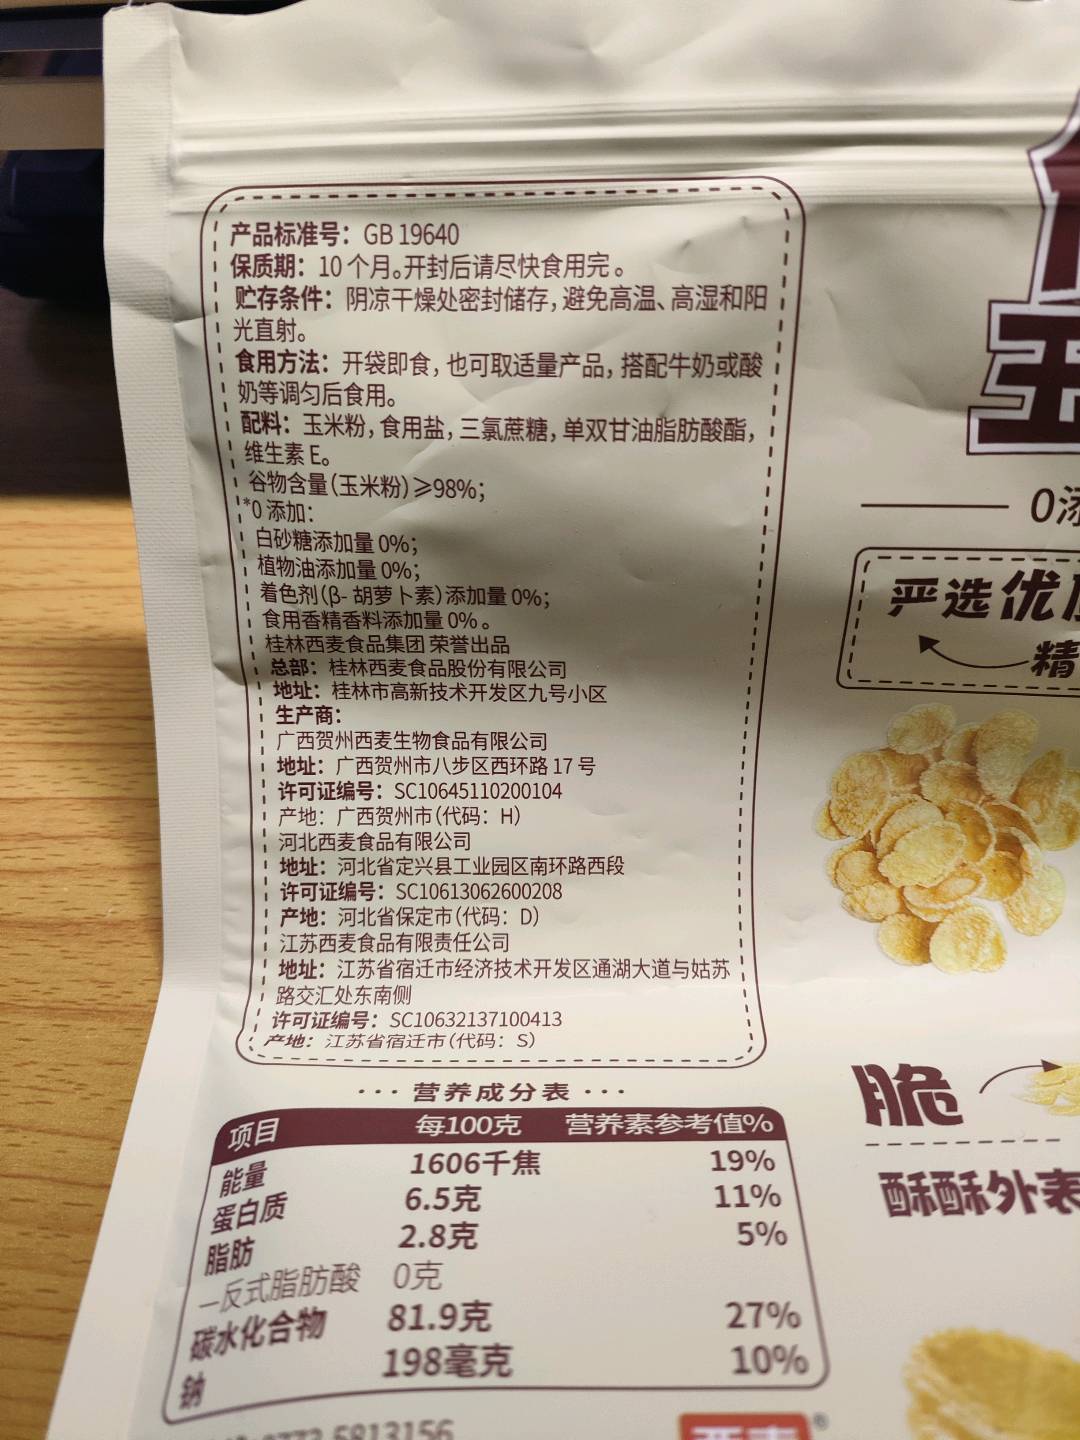 产品标准号：GB 19640
保质期：10个月。开封后请尽快食用完。
贮存条件：阴凉干燥处密封储存，避免高温、高湿和阳
光直射。
食用方法：开袋即食，也可取适量产品，搭配牛奶或酸
奶等调匀后食用。
配料：玉米粉，食用盐，三氯蔗糖，单双甘油脂肪酸酯，
维生素E。
谷物含量（玉米粉）≥98%；
*0添加：
白砂糖添加量0%；
植物油添加量0%；
着色剂（β-胡萝卜素）添加量0%；
食用香精香料添加量0%。
桂林西麦食品集团 荣誉出品
总部：桂林西麦食品股份有限公司
地址：桂林市高新技术开发区九号小区
生产商：
广西贺州西麦生物食品有限公司
地址：广西贺州市八步区西环路17号
许可证编号：SC10645110200104
产地：广西贺州市（代码：H）
河北西麦食品有限公司
地址：河北省定兴县工业园区南环路西段
许可证编号：SC10613062600208
产地：河北省保定市（代码：D）
江苏西麦食品有限责任公司
地址：江苏省宿迁市经济技术开发区通湖大道与姑苏
路交汇处东南侧
许可证编号：SC10632137100413
产地：江苏省宿迁市（代码：S）
···营养成分表···
项目 每100克 营养素参考值%
能量 1606千焦 19%
蛋白质 6.5克 11%
脂肪 2.8克 5%
—反式脂肪酸 0克
碳水化合物 81.9克 27%
钠 198毫克 10%
0添
严选优
精
脆
酥酥外表